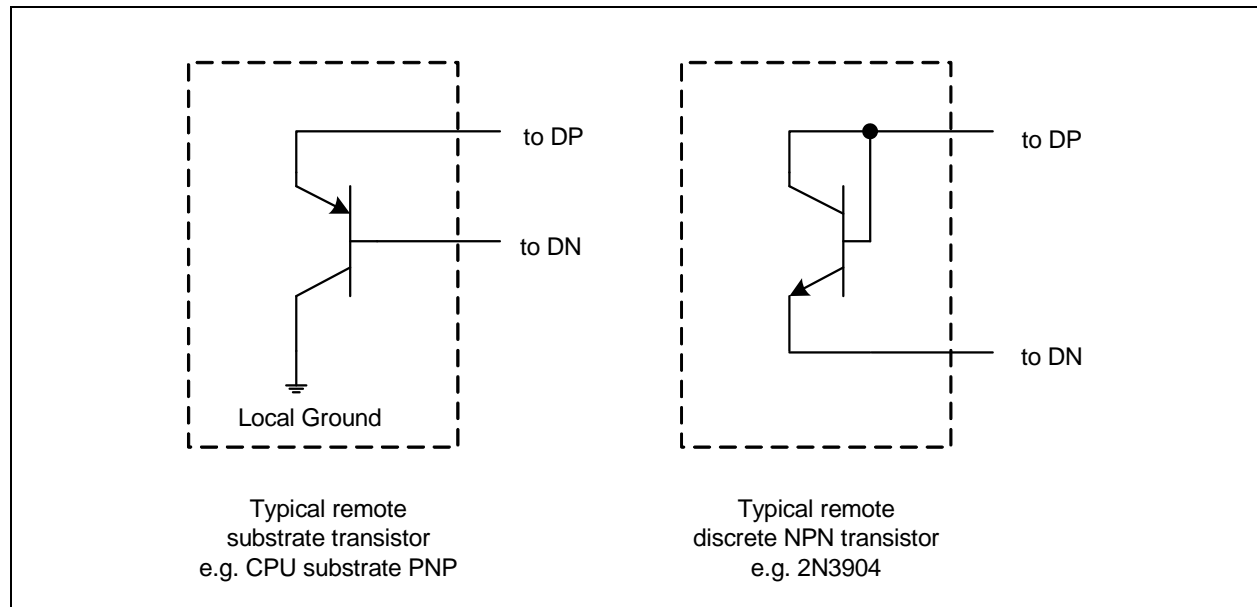 to DP
to DN
Local Ground
Typical remote
substrate transistor
e.g. CPU substrate PNP
to DP
to DN
Typical remote
discrete NPN transistor
e.g. 2N3904